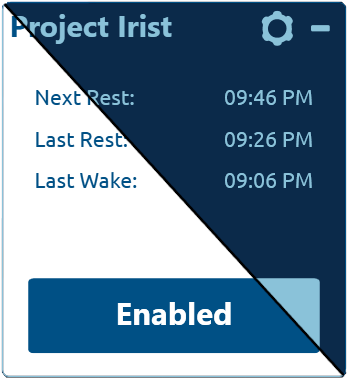 Project Irist
Next Rest: 09:46 PM
Last Rest: 09:26 PM
Last Wake: 09:06 PM
Enabled